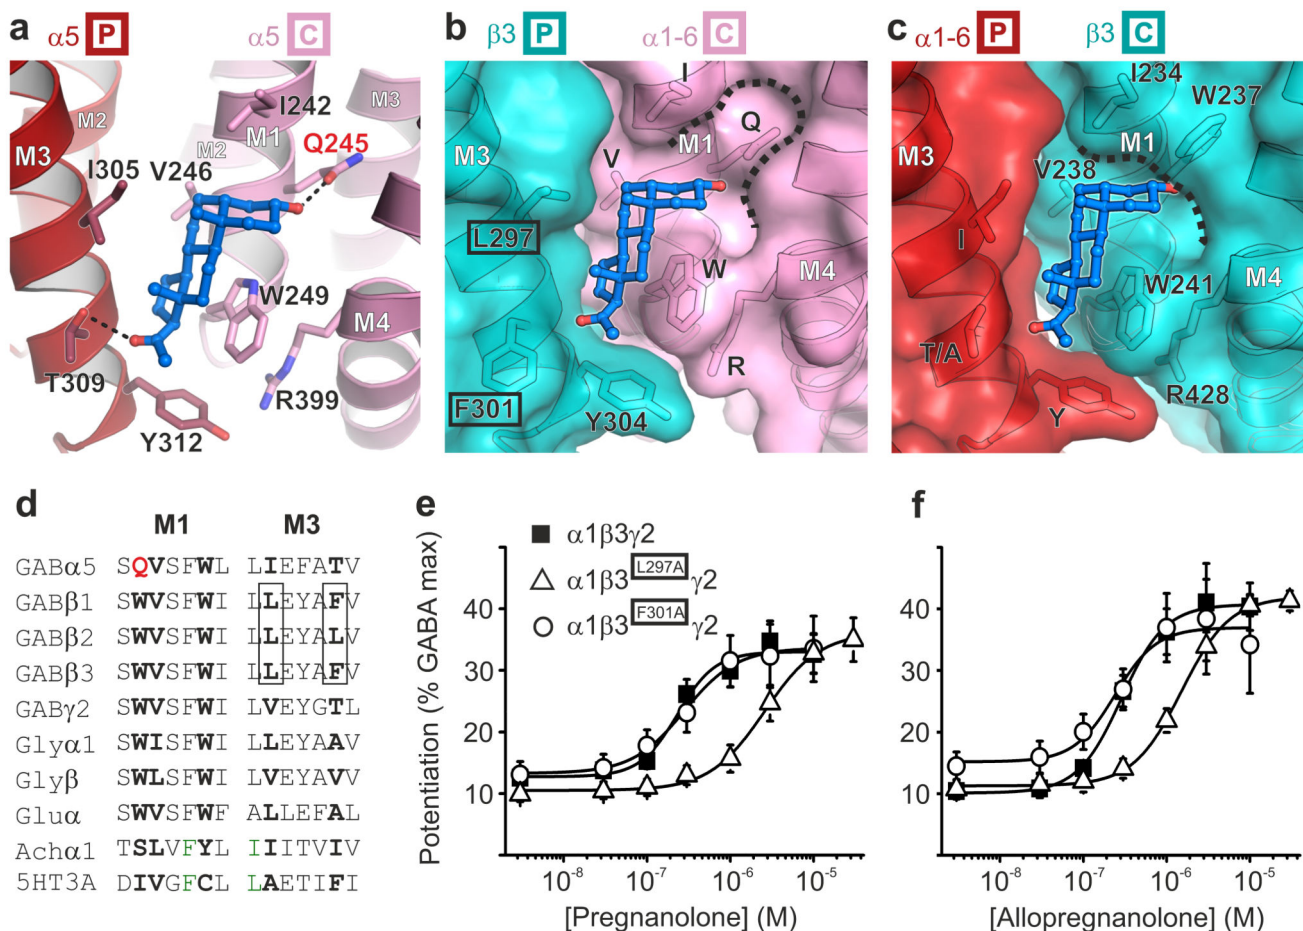 a α5 P α5 C
M2
M3
I242
M3
M2
M1
Q245
I305
V246
W249
M4
T309
R399
Y312
b β3 P α1-6 C
I
Q
M3
M1
V
L297
W
M4
R
F301
Y304
c α1-6 P β3 C
I234
W237
M3
M1
V238
I
W241
M4
T/A
R428
Y
d
M1 M3
GABα5 SQVSFWL LIEFATV
GABβ1 SWVSFWI LLEYAFV
GABβ2 SWVSFWI LLEYALV
GABβ3 SWVSFWI LLEYAFV
GABγ2 SWVSFWI LVEYGTL
Glyα1 SWISFWI LLEYAAV
Glyβ SWLSFWI LVEYAVV
Gluα SWVSFWF ALLEFAL
Achα1 TSLVFYL IIITVIV
5HT3A DIVGFCL LAETIFI
e
α1β3γ2
α1β3 L297A γ2
α1β3 F301A γ2
Potentiation (% GABA max)
40
30
20
10
10-8 10-7 10-6 10-5
[Pregnanolone] (M)
f
40
30
20
10
10-8 10-7 10-6 10-5
[Allopregnanolone] (M)